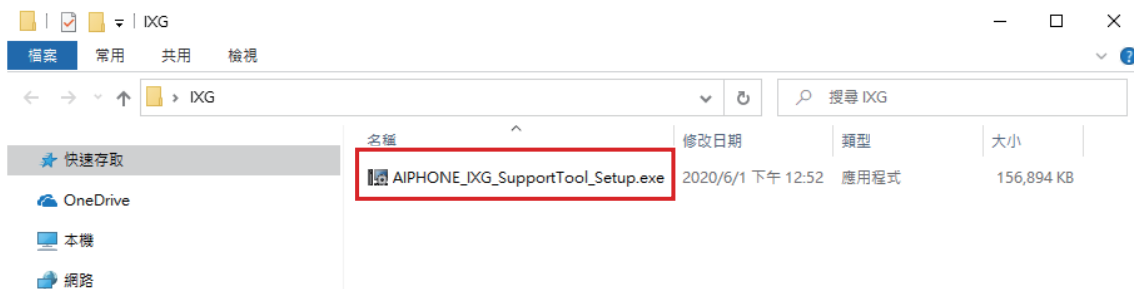 IXG
檔案 常用 共用 檢視
IXG 搜尋 IXG
名稱 修改日期 類型 大小
快速存取
AIPHONE_IXG_SupportTool_Setup.exe 2020/6/1 下午 12:52 應用程式 156,894 KB
OneDrive
本機
網路